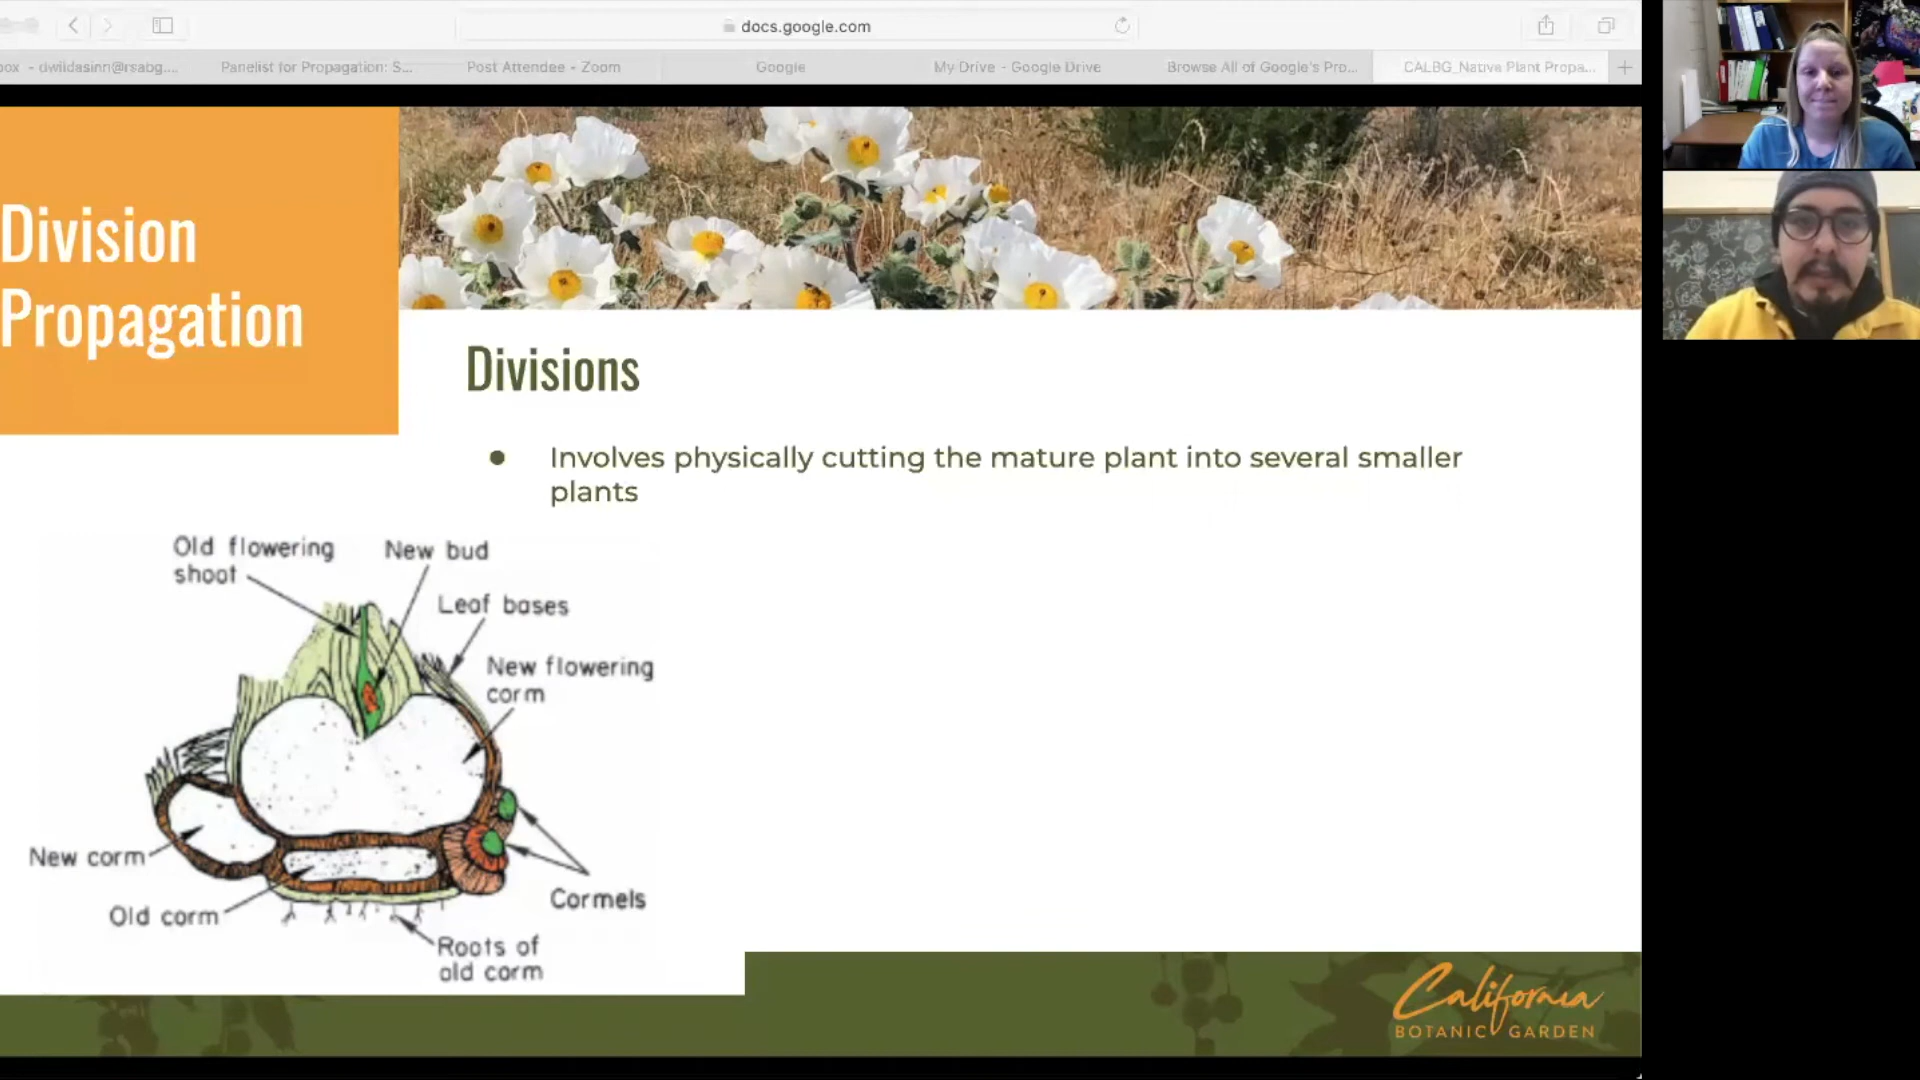 docs.google.com
box - dwildasinn@rsabg....
Panelist for Propagation: S...
Post Attendee - Zoom
Google
My Drive - Google Drive
Browse All of Google's Pro...
CALBG_Native Plant Propa...
Division
Propagation
Divisions
Involves physically cutting the mature plant into several smaller
plants
Old flowering
shoot
New bud
Leaf bases
New flowering
corm
New corm
Old corm
Cormels
Roots of
old corm
California
BOTANIC GARDEN